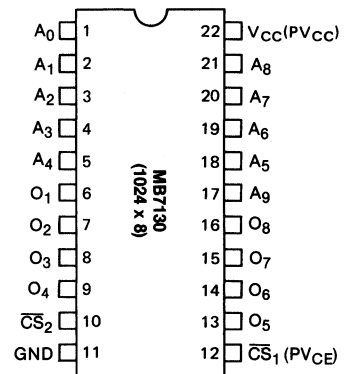 A0 1 22 VCC(PVCC)
A1 2 21 A8
A2 3 20 A7
A3 4 19 A6
A4 5 18 A5
O1 6 17 A9
O2 7 16 O8
O3 8 15 O7
O4 9 14 O6
C̅S̅2 10 13 O5
GND 11 12 C̅S̅1(PVCE)
MB7130
(1024 x 8)